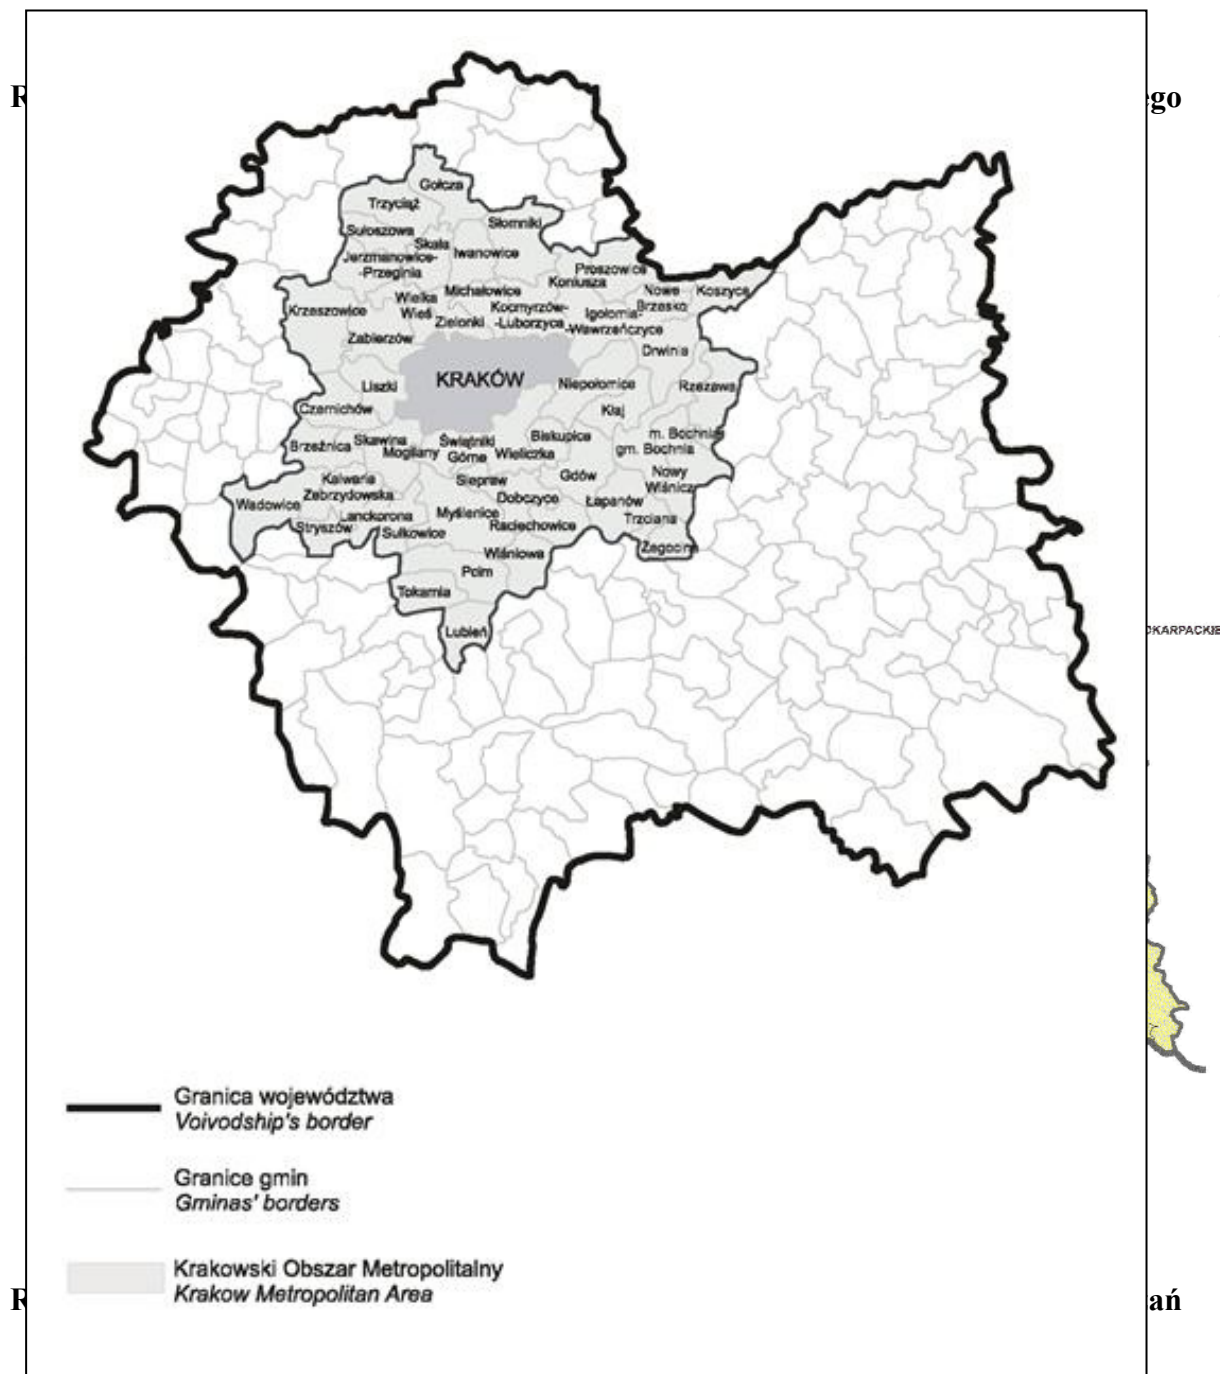 R
ego
Gołcza
Trzyciąż
Słomniki
Sułoszowa
Skała
Iwanowice
Jerzmanowice-
-Przeginia
Proszowice
Koniusza
Nowe
Brzesko
Koszyce
Michałowice
Wielka
Wieś
Krzeszowice
Kocmyrzów-
-Luborzyca
Igołomia-
-Wawrzeńczyce
Zielonki
Zabierzów
Drwinia
KRAKÓW
Liszki
Niepołomice
Rzezawa
Czernichów
Kłaj
Brzeźnica
Skawina
Mogilany
Świątniki
Górne
Wieliczka
Biskupice
m. Bochnia
gm. Bochnia
Kalwaria
Zebrzydowska
Siepraw
Gdów
Nowy
Wiśnicz
Wadowice
Dobczyce
Łapanów
Lanckorona
Myślenice
Trzciana
Stryszów
Sułkowice
Raciechowice
Żegocina
Wiśniowa
Pcim
Tokarnia
Lubień
OKARPACKIE
Granica województwa
Voivodship's border
Granice gmin
Gminas' borders
Krakowski Obszar Metropolitalny
Krakow Metropolitan Area
R
ań